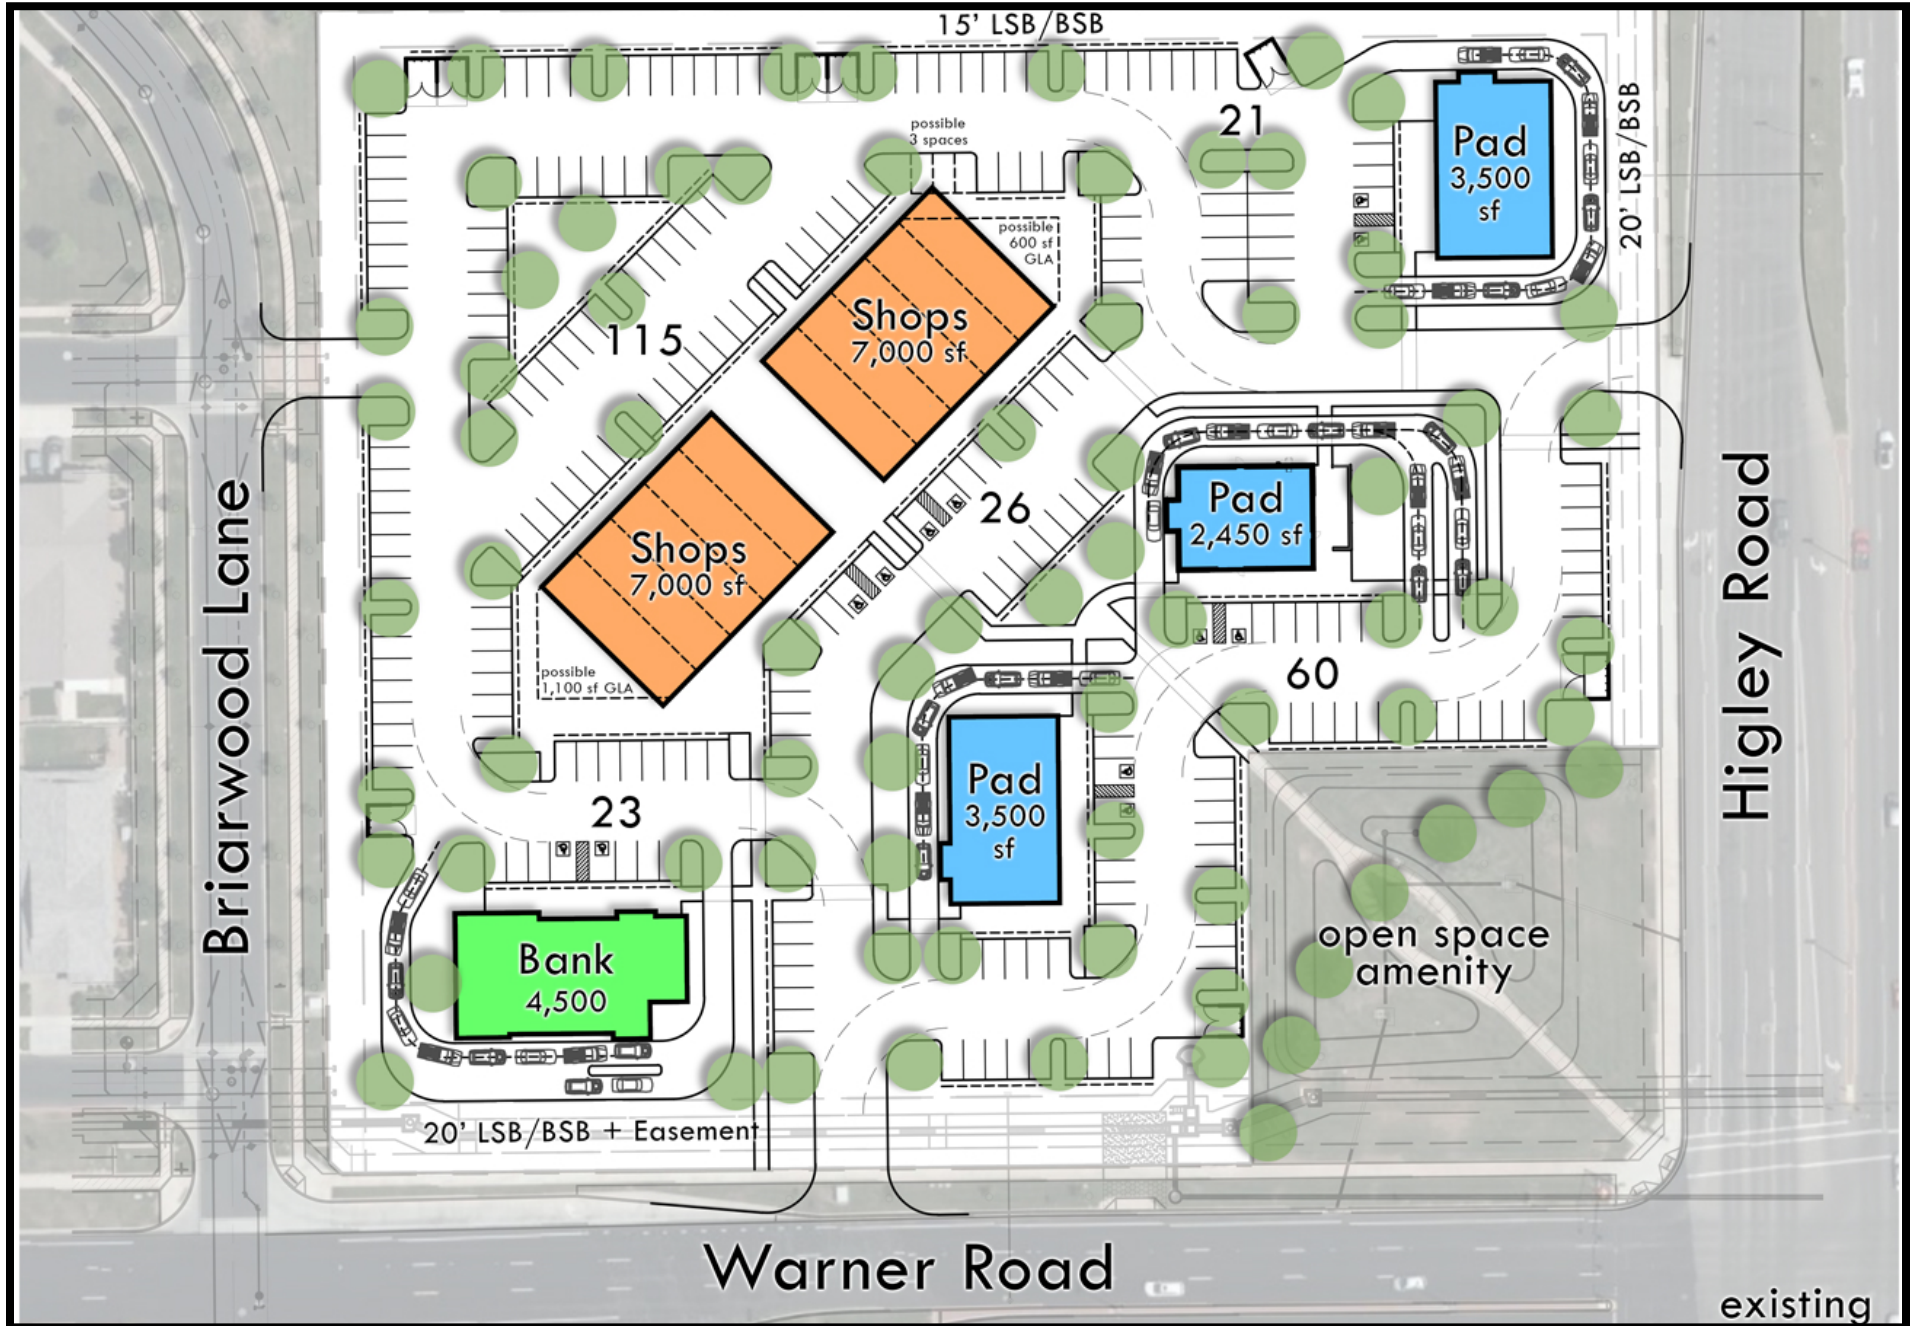 15' LSB/BSB
21
possible
3 spaces
Pad
3,500
sf
20' LSB/BSB
possible
600 sf
GLA
Shops
7,000 sf
115
26
Pad
2,450 sf
Shops
7,000 sf
possible
1,100 sf GLA
60
Briarwood Lane
Higley Road
23
Pad
3,500
sf
open space
amenity
Bank
4,500
20' LSB/BSB + Easement
Warner Road
existing